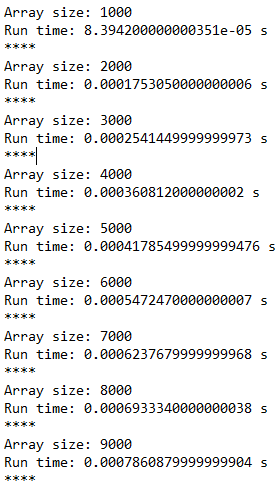 Array size: 1000
Run time: 8.394200000000351e-05 s
****
Array size: 2000
Run time: 0.0001753050000000006 s
****
Array size: 3000
Run time: 0.0002541449999999973 s
****
Array size: 4000
Run time: 0.000360812000000002 s
****
Array size: 5000
Run time: 0.00041785499999999476 s
****
Array size: 6000
Run time: 0.0005472470000000007 s
****
Array size: 7000
Run time: 0.0006237679999999968 s
****
Array size: 8000
Run time: 0.0006933340000000038 s
****
Array size: 9000
Run time: 0.0007860879999999904 s
****